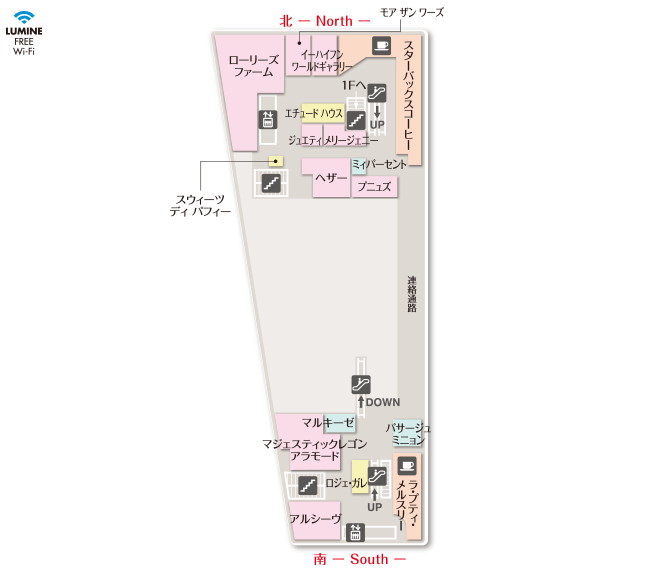 LUMINE
FREE
Wi-Fi
北 － North －
モア ザン ワーズ
ローリーズ
ファーム
イーハイフン
ワールドギャラリー
スターバックスコーヒー
1Fへ
UP
エチュード ハウス
ジュエティ
メリージェニー
ミィパーセント
ヘザー
プニュズ
スウィーツ
ディ パフィー
連絡通路
DOWN
マルキーゼ
パサージュ
ミニョン
マジェスティックレゴン
アラモード
ロジェ・ガレ
UP
ラ・プティ・
メルスリー
アルシーヴ
南 － South －